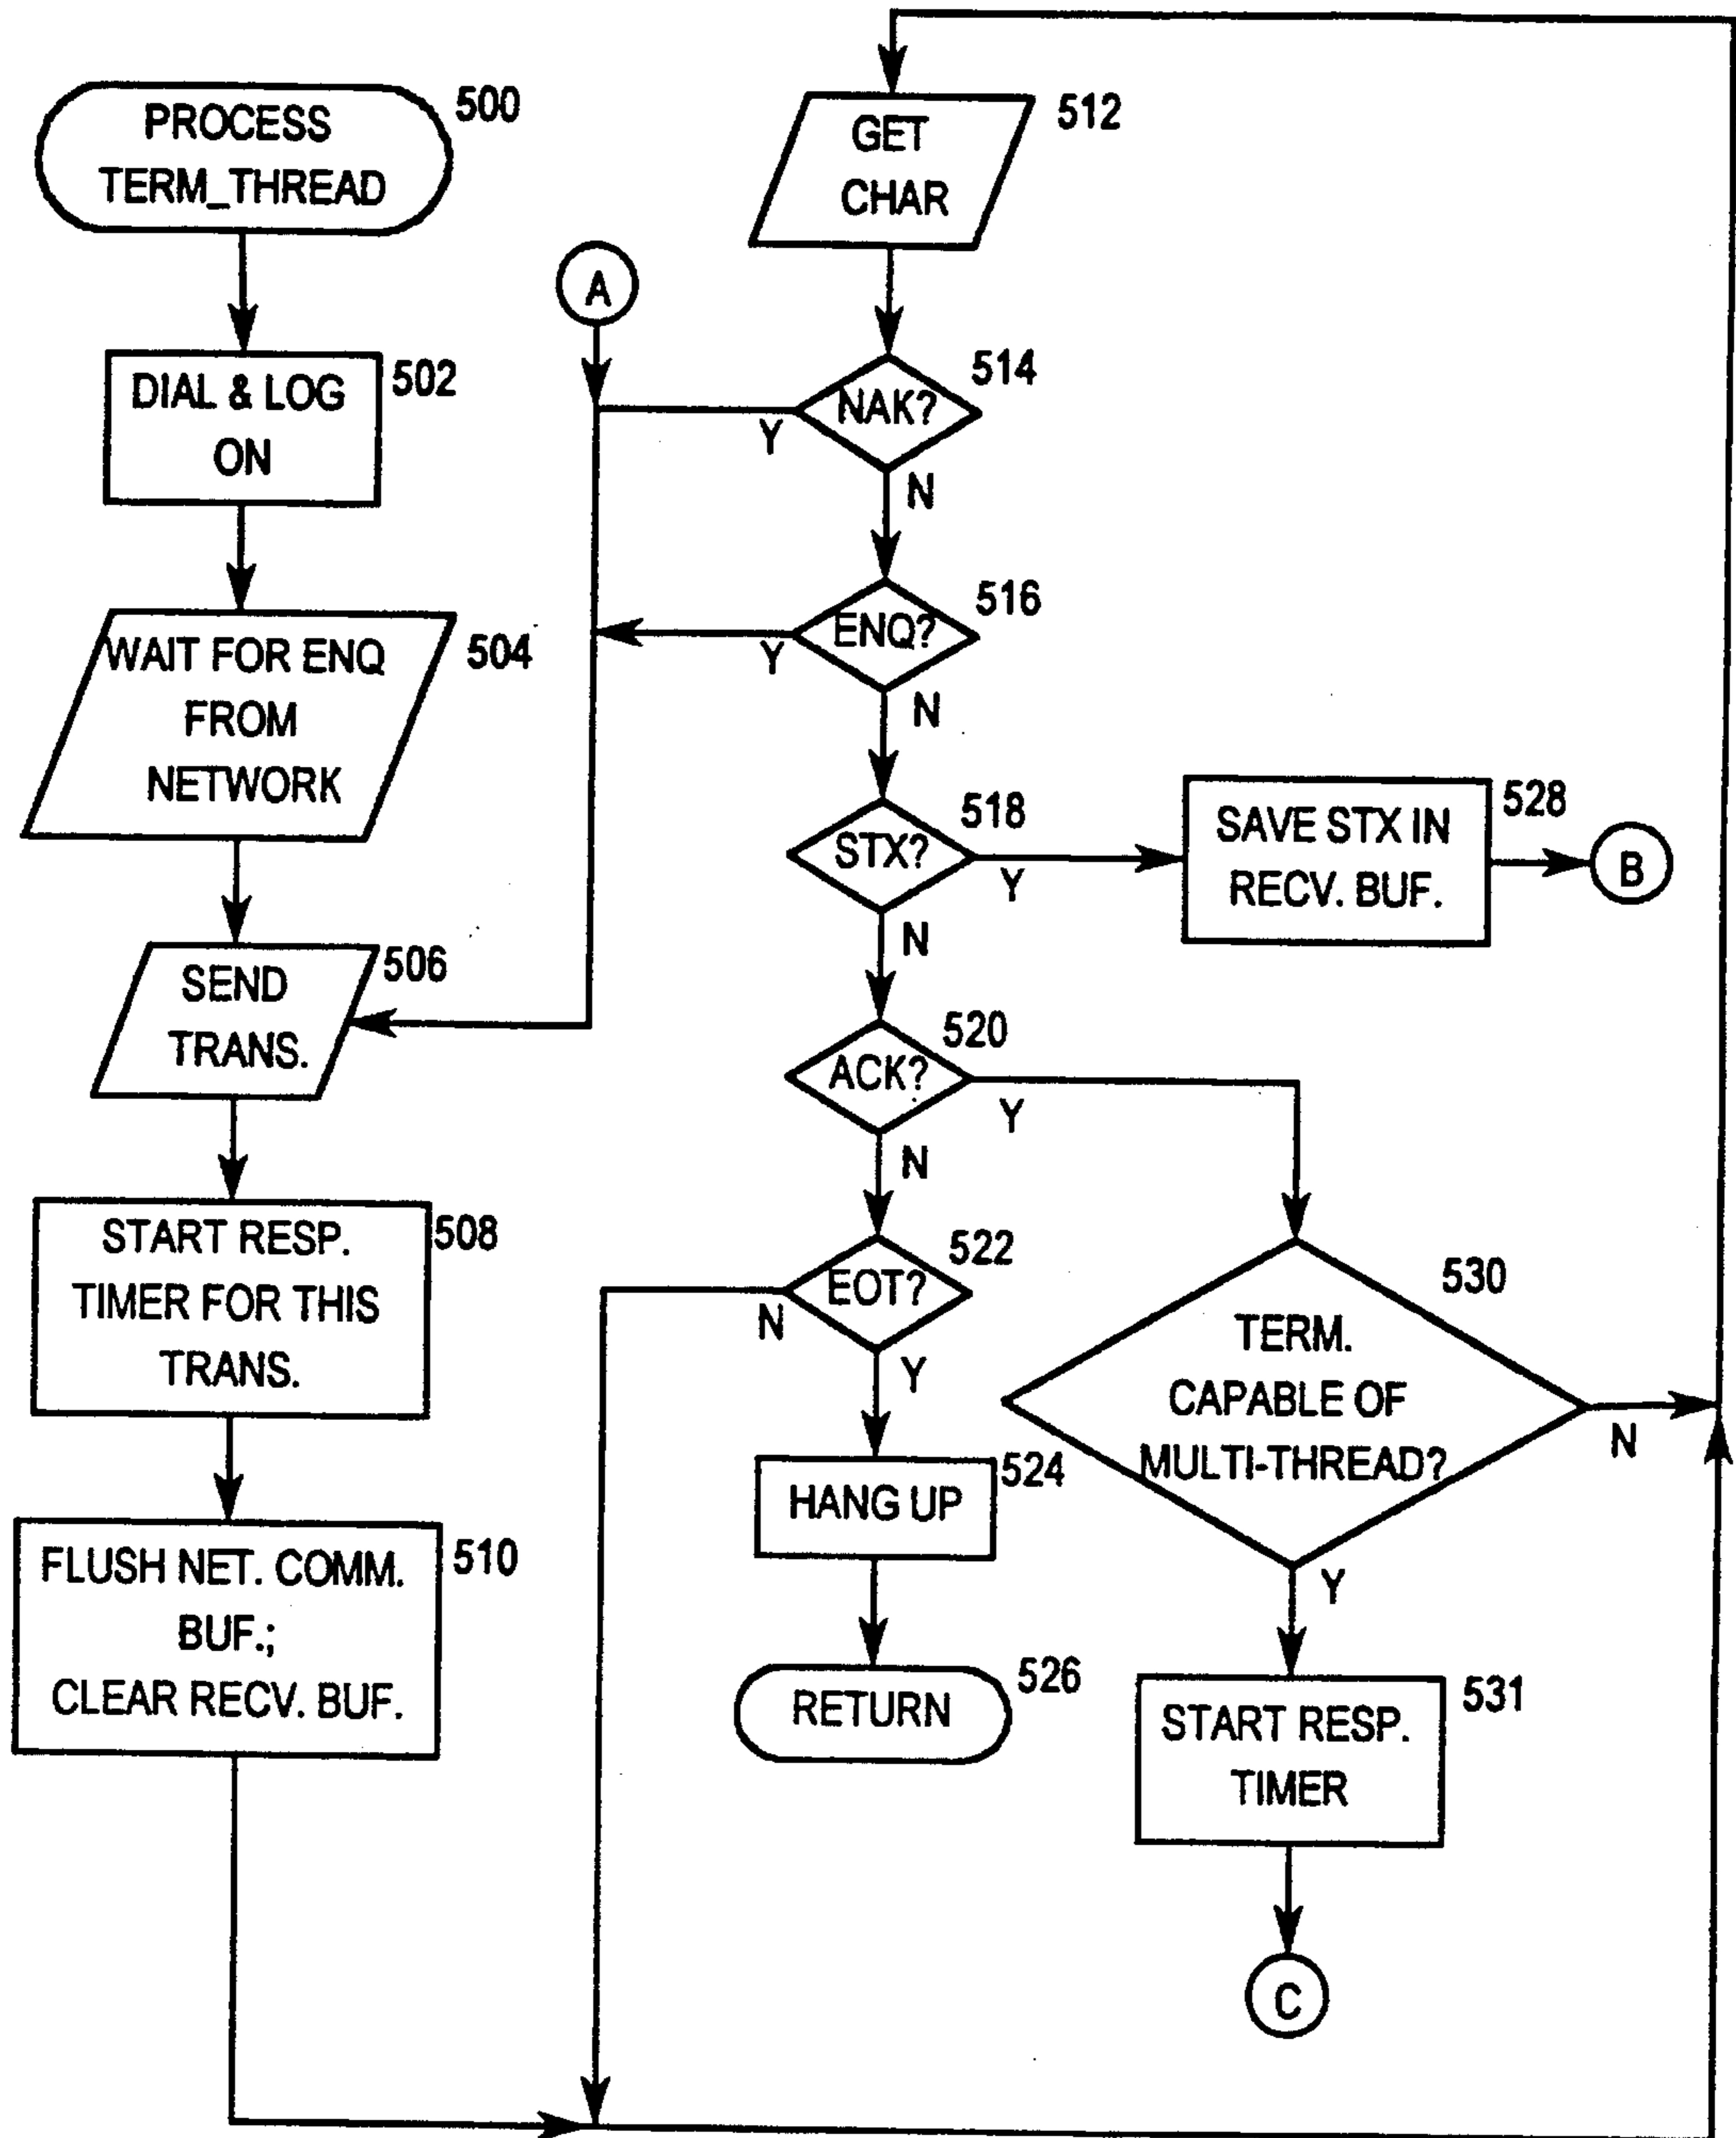 PROCESS
TERM_THREAD
500
DIAL & LOG
ON
502
WAIT FOR ENQ
FROM
NETWORK
504
SEND
TRANS.
506
START RESP.
TIMER FOR THIS
TRANS.
508
FLUSH NET. COMM.
BUF.;
CLEAR RECV. BUF.
510
A
GET
CHAR
512
NAK?
514
Y
N
ENQ?
516
Y
N
STX?
518
Y
N
SAVE STX IN
RECV. BUF.
528
B
ACK?
520
Y
N
EOT?
522
N
Y
HANG UP
524
RETURN
526
TERM.
CAPABLE OF
MULTI-THREAD?
530
N
Y
START RESP.
TIMER
531
C